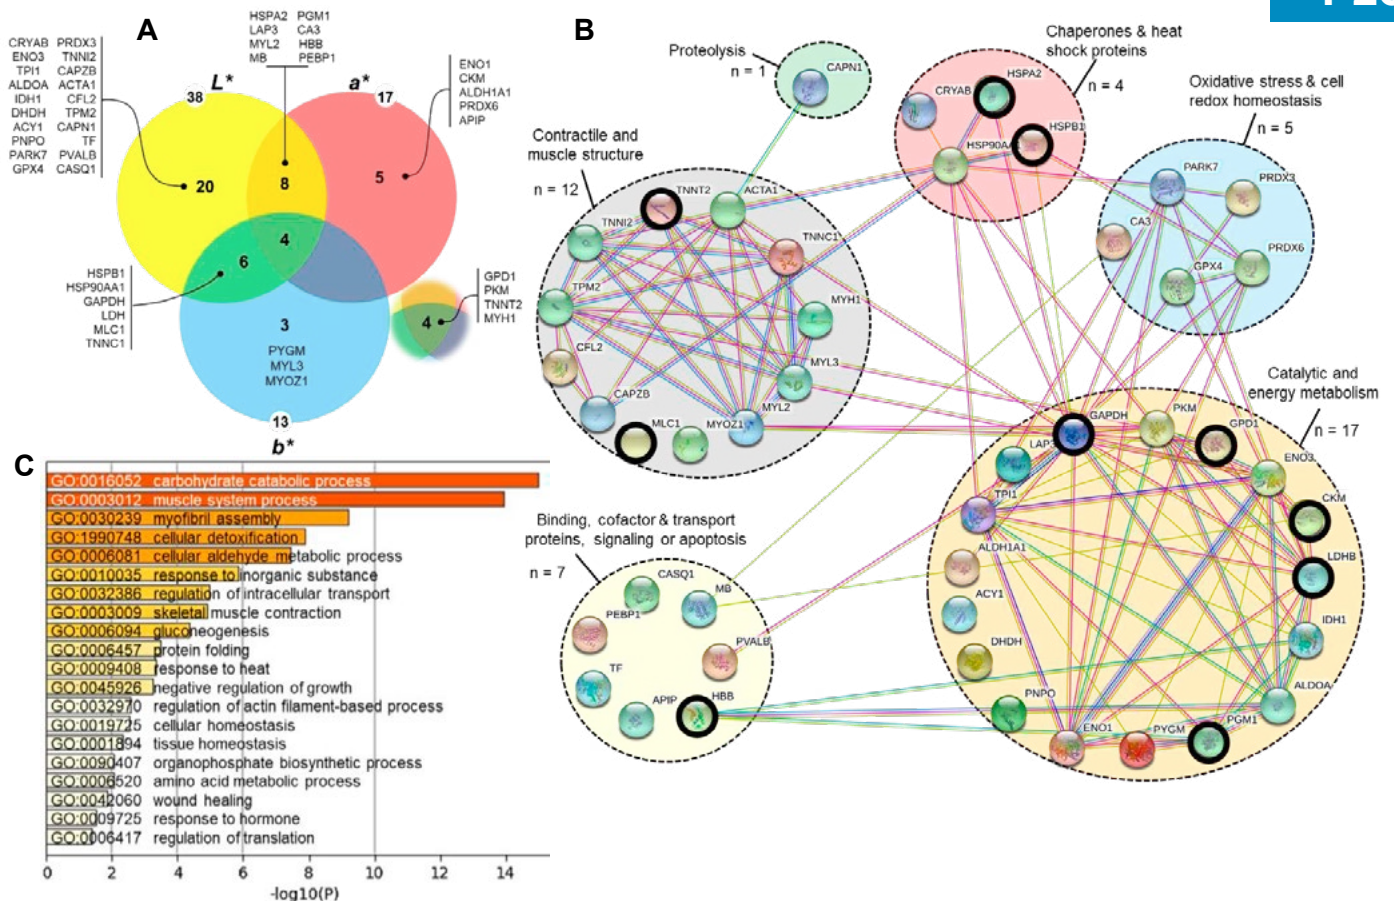 A
HSPA2 PGM1
LAP3 CA3
MYL2 HBB
MB PEBP1
CRYAB PRDX3
ENO3 TNNI2
TPI1 CAPZB
ALDOA ACTA1
IDH1 CFL2
DHDH TPM2
ACY1 CAPN1
PNPO TF
PARK7 PVALB
GPX4 CASQ1
L*
38
a*
17
ENO1
CKM
ALDH1A1
PRDX6
APIP
20
8
5
4
6
HSPB1
HSP90AA1
GAPDH
LDH
MLC1
TNNC1
3
PYGM
MYL3
MYOZ1
13
b*
GPD1
PKM
TNNT2
MYH1
4
B
Proteolysis
n = 1
CAPN1
Chaperones & heat
shock proteins
n = 4
HSPA2
CRYAB
HSPB1
Oxidative stress & cell
redox homeostasis
n = 5
PARK7
PRDX3
CA3
PRDX6
GPX4
Contractile and
muscle structure
n = 12
TNNT2
ACTA1
TNNI2
TNNC1
TPM2
MYH1
CFL2
MYL3
CAPZB
MYL2
MLC1
MYOZ1
Catalytic and
energy metabolism
n = 17
GAPDH
PKM
GPD1
LAP3
ENO3
TPI1
CKM
ALDH1A1
LDHB
ACY1
IDH1
DHDH
ALDOA
PNPO
ENO1
PYGM
PGM1
Binding, cofactor & transport
proteins, signaling or apoptosis
n = 7
CASQ1
MB
PEBP1
PVALB
TF
APIP
HBB
C
GO:0016052 carbohydrate catabolic process
GO:0003012 muscle system process
GO:0030239 myofibril assembly
GO:1990748 cellular detoxification
GO:0006081 cellular aldehyde metabolic process
GO:0010035 response to inorganic substance
GO:0032386 regulation of intracellular transport
GO:0003009 skeletal muscle contraction
GO:0006094 gluconeogenesis
GO:0006457 protein folding
GO:0009408 response to heat
GO:0045926 negative regulation of growth
GO:0032970 regulation of actin filament-based process
GO:0019725 cellular homeostasis
GO:0001894 tissue homeostasis
GO:0090407 organophosphate biosynthetic process
GO:0006520 amino acid metabolic process
GO:0042060 wound healing
GO:0009725 response to hormone
GO:0006417 regulation of translation
0 2 4 6 8 10 12 14
-log10(P)